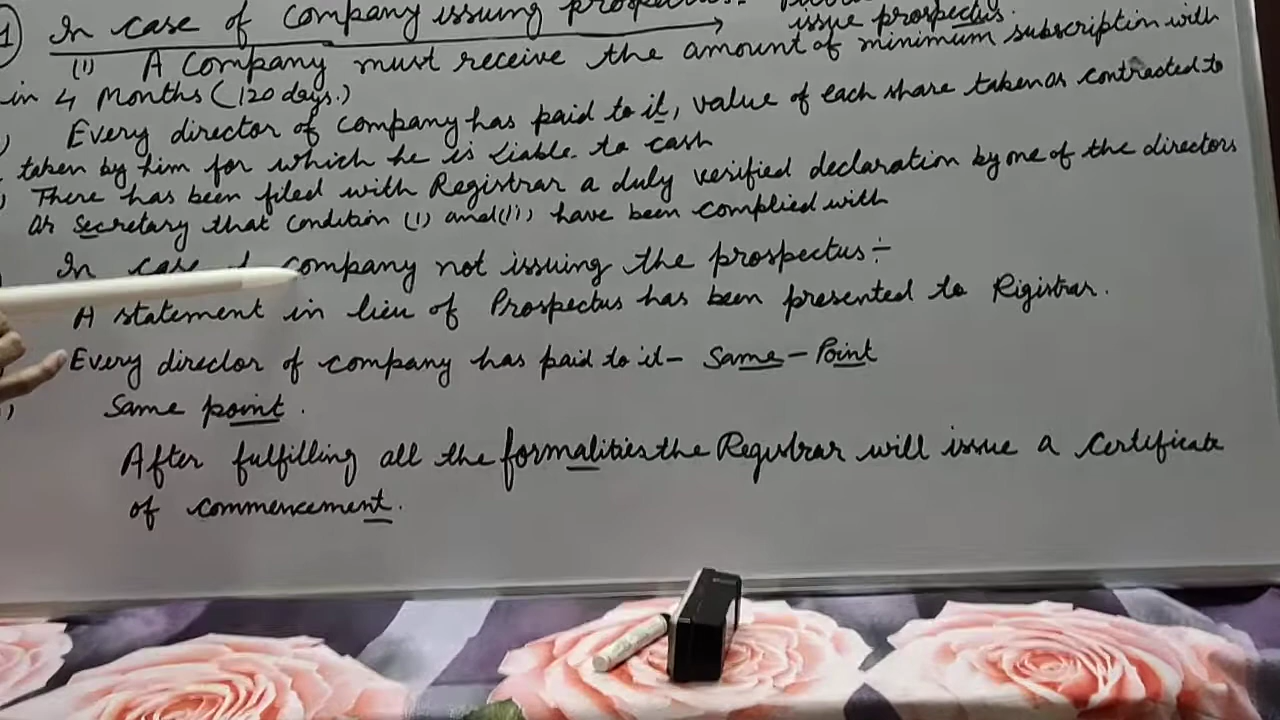 1 In case of Company issuing prospectus:-
issue prospectus.
(i) A Company must receive the amount of minimum subscription with
in 4 Months (120 days.)
Every director of company has paid to it, value of each share taken or contracted to
taken by him for which he is liable to cash
There has been filed with Registrar a duly verified declaration by one of the directors
or Secretary that condition (i) and (ii) have been complied with
In case of company not issuing the prospectus:-
A statement in lieu of Prospectus has been presented to Rigistrar.
Every director of company has paid to it- Same - Point
Same point.
After fulfilling all the formalities the Registrar will issue a Certificate
of commencement.